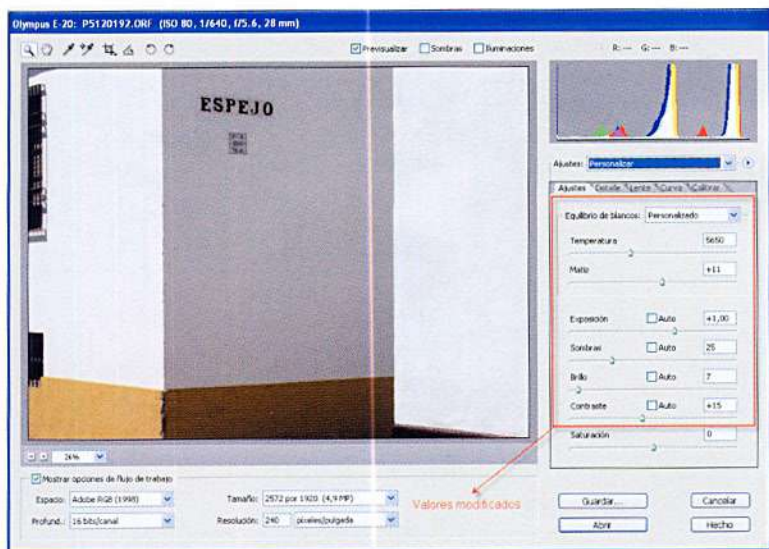 Olympus E-20: P5120192.ORF (ISO 80, 1/640, f/5.6, 28 mm)
Previsualizar Sombras Iluminaciones
R: --- G: --- B: ---
ESPEJO
Ajustes: Personalizar
Ajustes Detalle Lente Curva Calibrar
Equilibrio de blancos: Personalizado
Temperatura 5650
Matiz +11
Exposición Auto +1,00
Sombras Auto 25
Brillo Auto 7
Contraste Auto +15
Saturación 0
26%
Mostrar opciones de flujo de trabajo
Espacio: Adobe RGB (1998)
Tamaño: 2572 por 1920 (4,9 MP)
Profund.: 16 bits/canal
Resolución: 240 píxeles/pulgada
Valores modificados
Guardar... Cancelar
Abrir Hecho